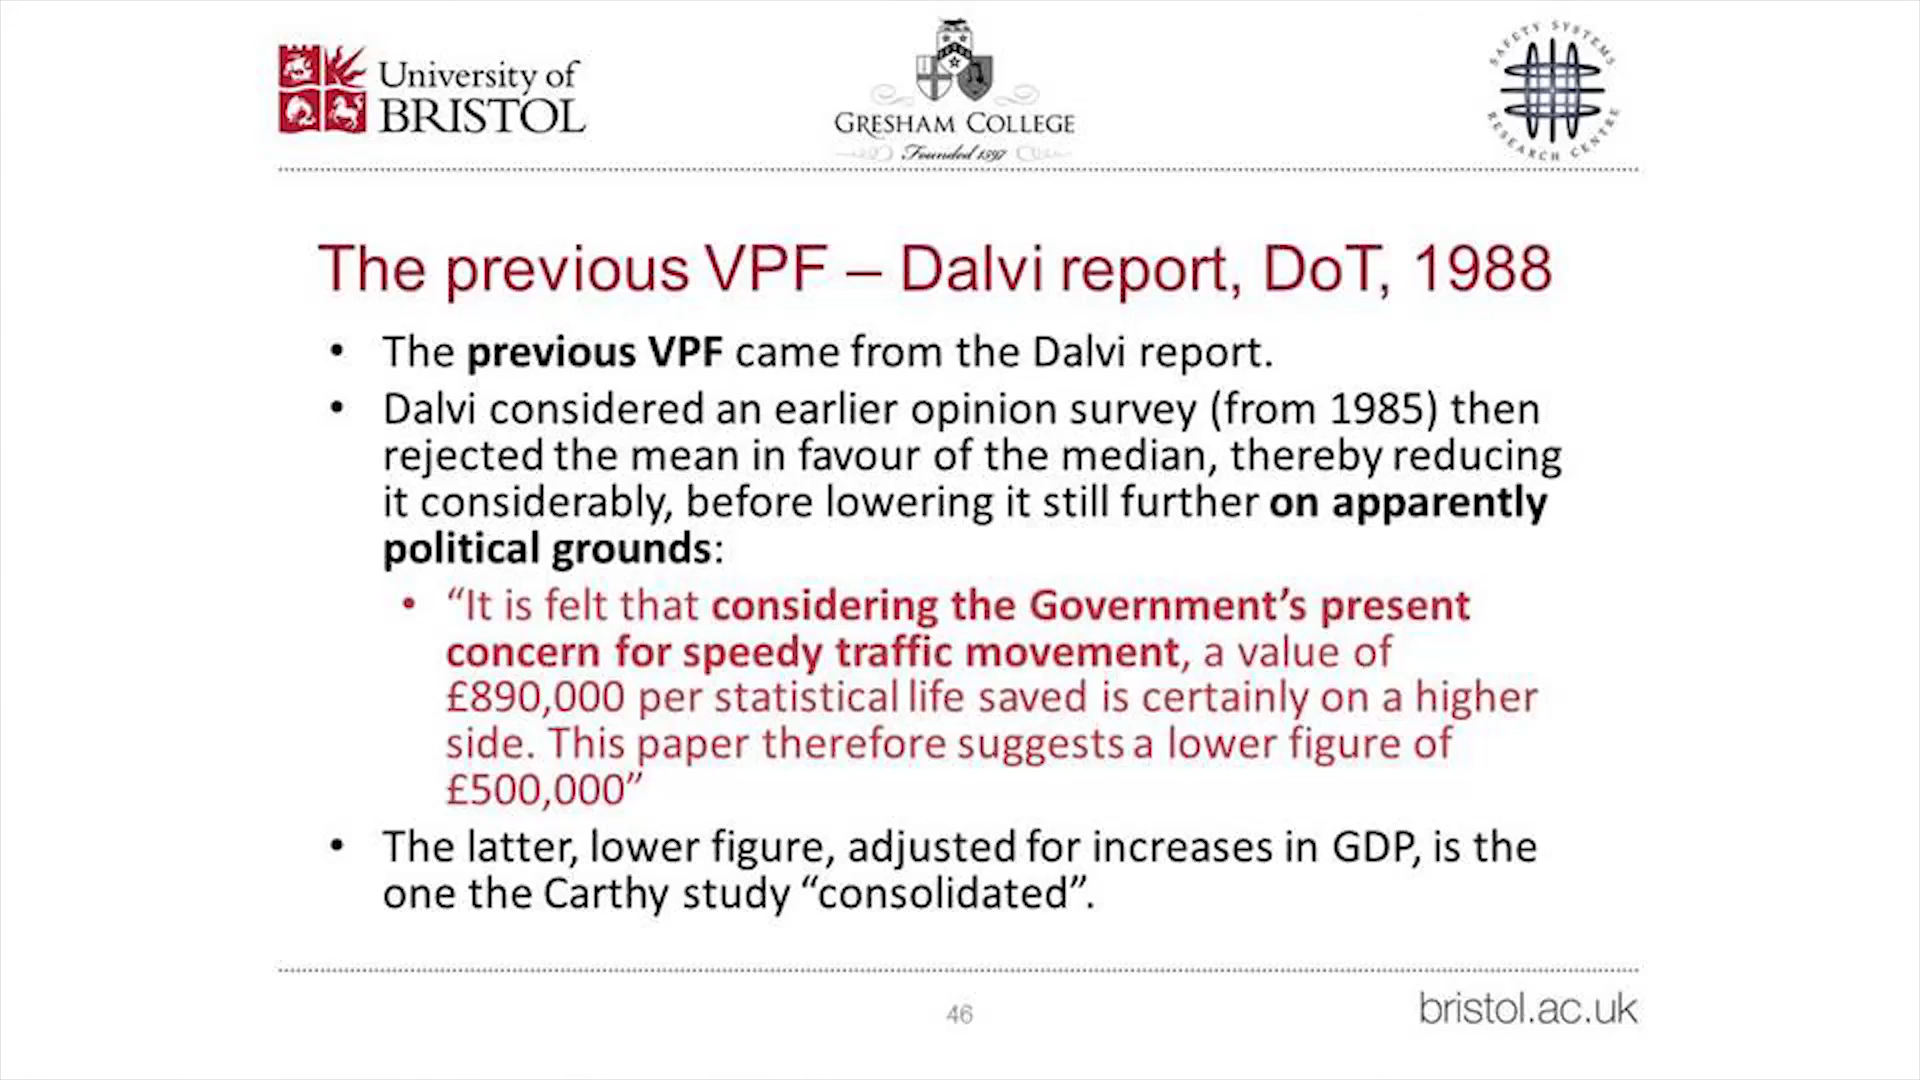 University of
BRISTOL
GRESHAM COLLEGE
Founded 1597
SAFETY SYSTEMS
RESEARCH CENTRE
The previous VPF – Dalvi report, DoT, 1988
• The previous VPF came from the Dalvi report.
• Dalvi considered an earlier opinion survey (from 1985) then
rejected the mean in favour of the median, thereby reducing
it considerably, before lowering it still further on apparently
political grounds:
• “It is felt that considering the Government’s present
concern for speedy traffic movement, a value of
£890,000 per statistical life saved is certainly on a higher
side. This paper therefore suggests a lower figure of
£500,000”
• The latter, lower figure, adjusted for increases in GDP, is the
one the Carthy study “consolidated”.
46
bristol.ac.uk